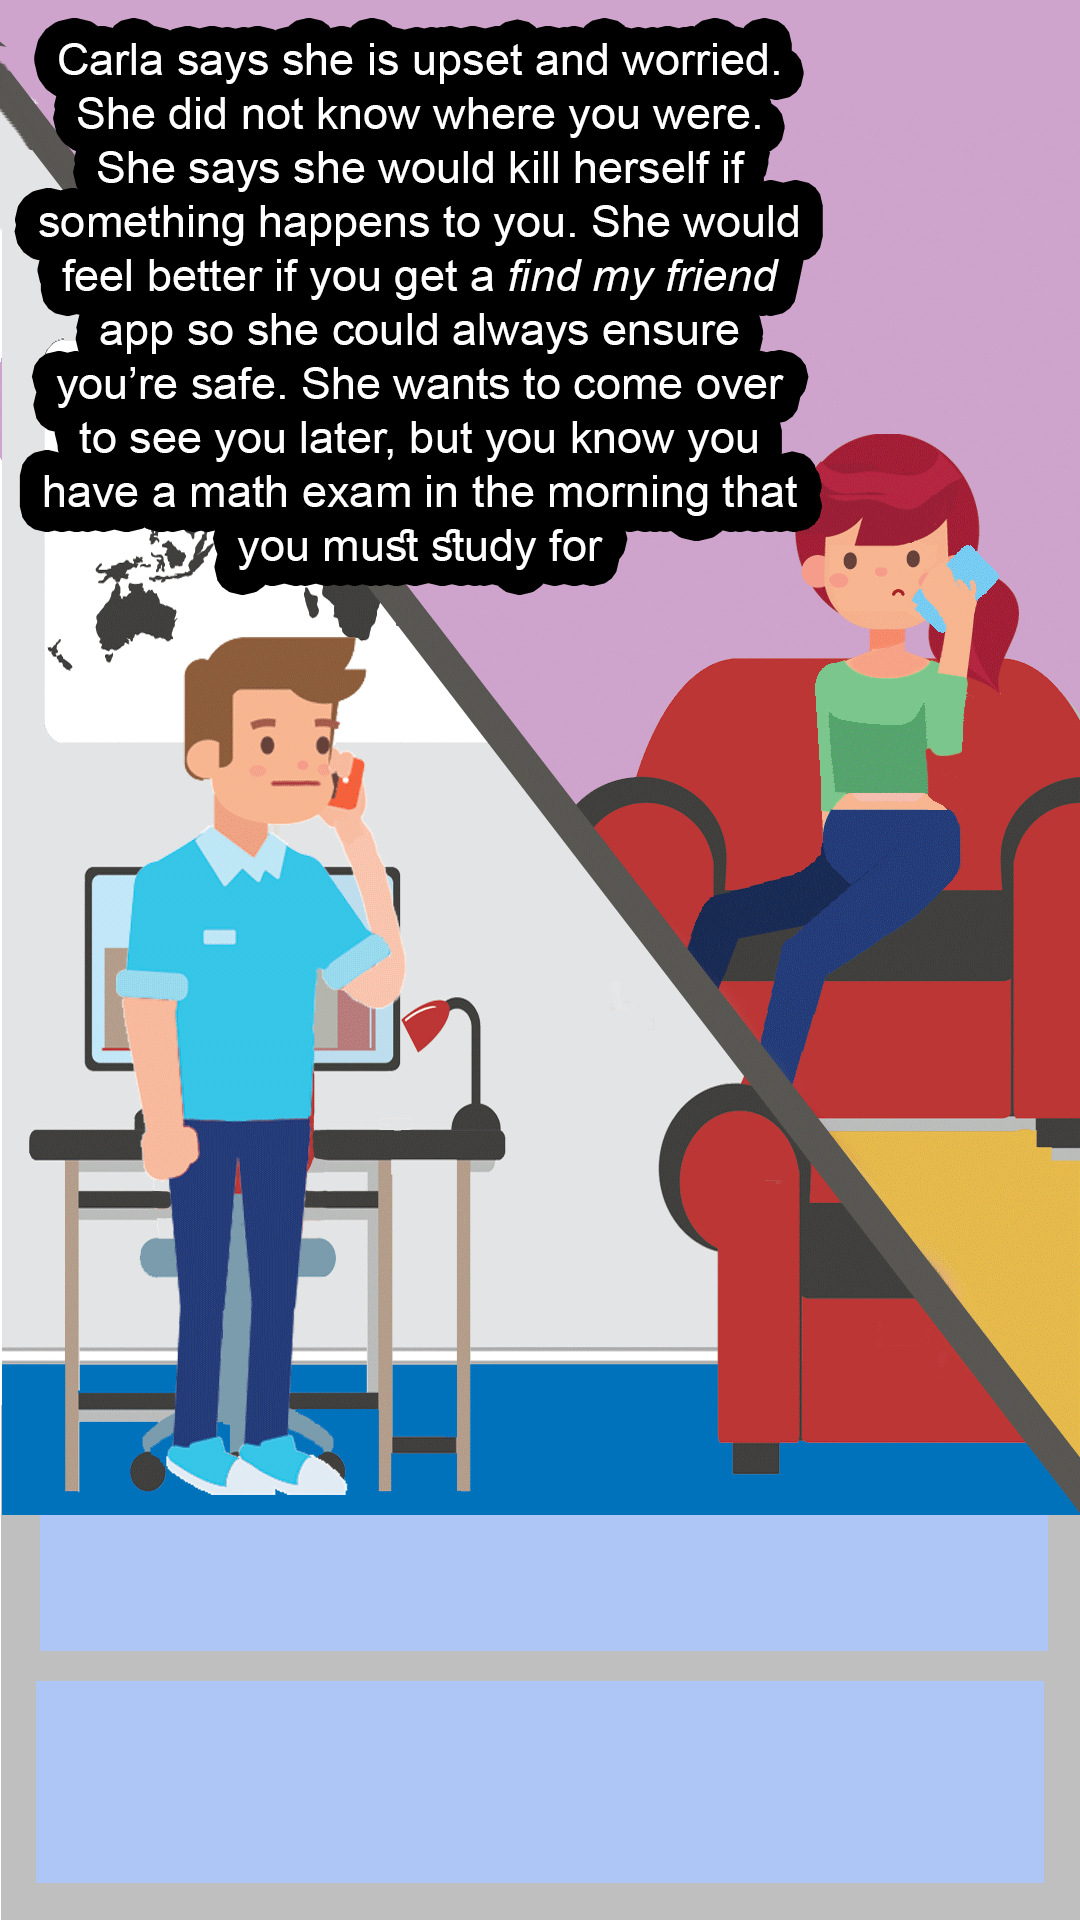 Carla says she is upset and worried.
She did not know where you were.
She says she would kill herself if
something happens to you. She would
feel better if you get a find my friend
app so she could always ensure
you’re safe. She wants to come over
to see you later, but you know you
have a math exam in the morning that
you must study for